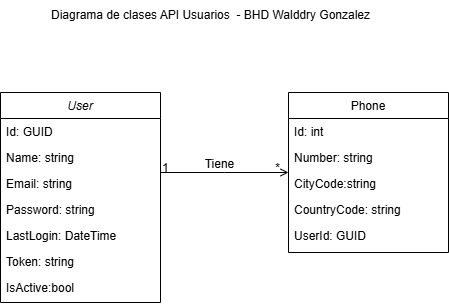 Diagrama de clases API Usuarios - BHD Walddry Gonzalez
User
Id: GUID
Name: string
Email: string
Password: string
LastLogin: DateTime
Token: string
IsActive:bool
1 Tiene *
Phone
Id: int
Number: string
CityCode:string
CountryCode: string
UserId: GUID